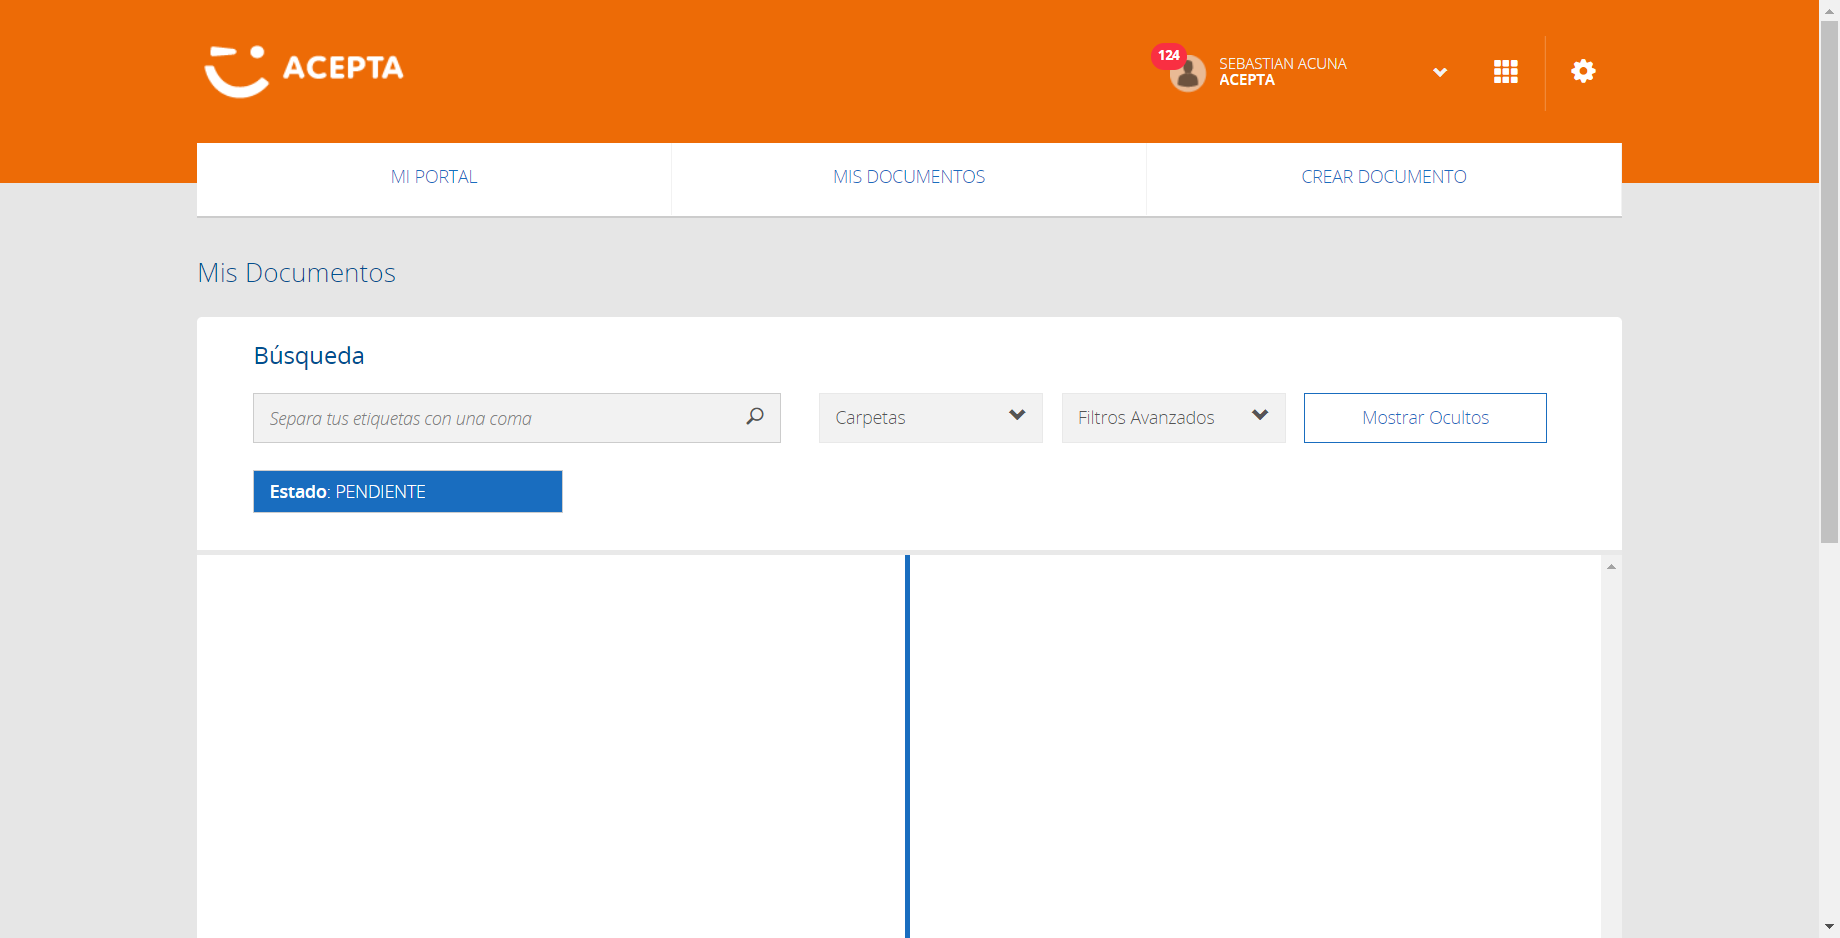 ACEPTA
124
SEBASTIAN ACUNA
ACEPTA
MI PORTAL
MIS DOCUMENTOS
CREAR DOCUMENTO
Mis Documentos
Búsqueda
Separa tus etiquetas con una coma
Carpetas
Filtros Avanzados
Mostrar Ocultos
Estado: PENDIENTE